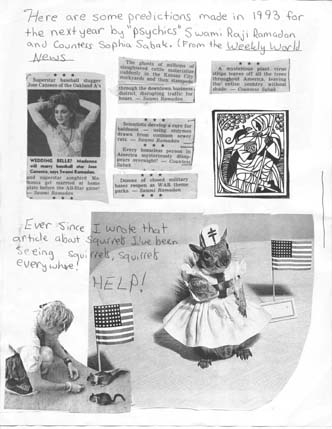 Here are some predictions made in 1993 for
the next year by "psychics" Swami Raji Ramadan
and Countess Sophia Sabak. (From the Weekly World
News
Superstar baseball slugger
Jose Canseco of the Oakland A's
WEDDING BELLE? Madonna
will marry baseball star Jose
Canseco, says Swami Ramadan.
and superstar songbird Ma-
donna get married at home
plate before the All-Star game!
— Swami Ramadan
The ghosts of millions of
slaughtered cattle materialize
suddenly in the Kansas City
stockyards and then stampede
through the downtown business
district, disrupting traffic for
hours. — Swami Ramadan
Scientists develop a cure for
baldness — using enzymes
drawn from common sewer
rats — Swami Ramadan
Every homeless person in
America mysteriously disap-
pears overnight! — Countess
Sabak
Dozens of closed military
bases reopen as WAR theme
parks — Swami Ramadan
A mysterious plant virus
strips leaves off all the trees
throughout America, leaving
the entire country without
shade — Countess Sabak
Ever since I wrote that
article about squirrels I've been
seeing squirrels, squirrels
everywhere!
HELP!